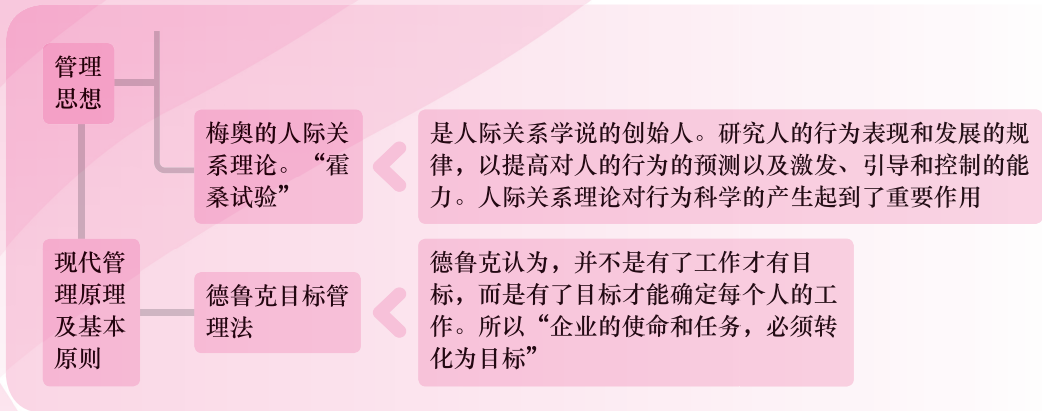 管理
思想
梅奥的人际关
系理论。“霍
桑试验”
是人际关系学说的创始人。研究人的行为表现和发展的规
律，以提高对人的行为的预测以及激发、引导和控制的能
力。人际关系理论对行为科学的产生起到了重要作用
现代管
理原理
及基本
原则
德鲁克目标管
理法
德鲁克认为，并不是有了工作才有目
标，而是有了目标才能确定每个人的工
作。所以“企业的使命和任务，必须转
化为目标”